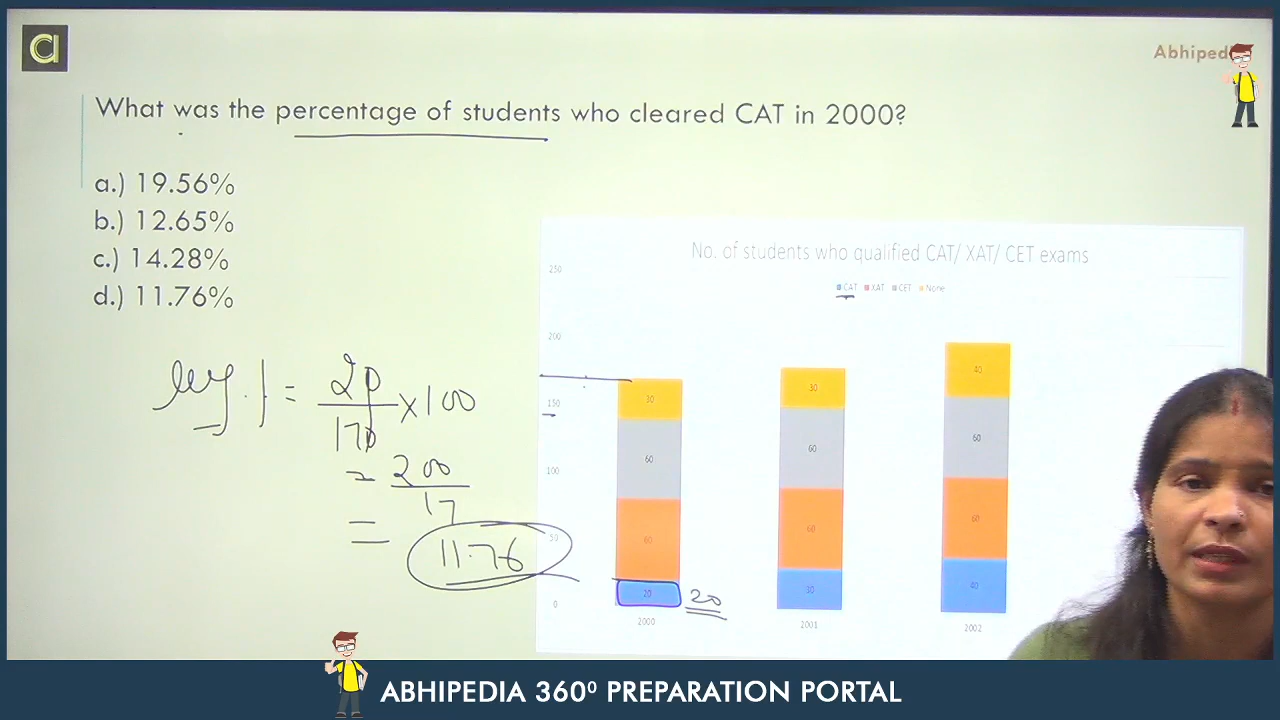 Abhipedi
What was the percentage of students who cleared CAT in 2000?
a.) 19.56%
b.) 12.65%
c.) 14.28%
d.) 11.76%
= 20/170 × 100
= 200/17
= 11.76
No. of students who qualified CAT/ XAT/ CET exams
CAT XAT CET None
250
200
150
100
50
0
30
60
60
20
20
2000
30
60
60
30
2001
40
60
60
40
2002
ABHIPEDIA 360⁰ PREPARATION PORTAL